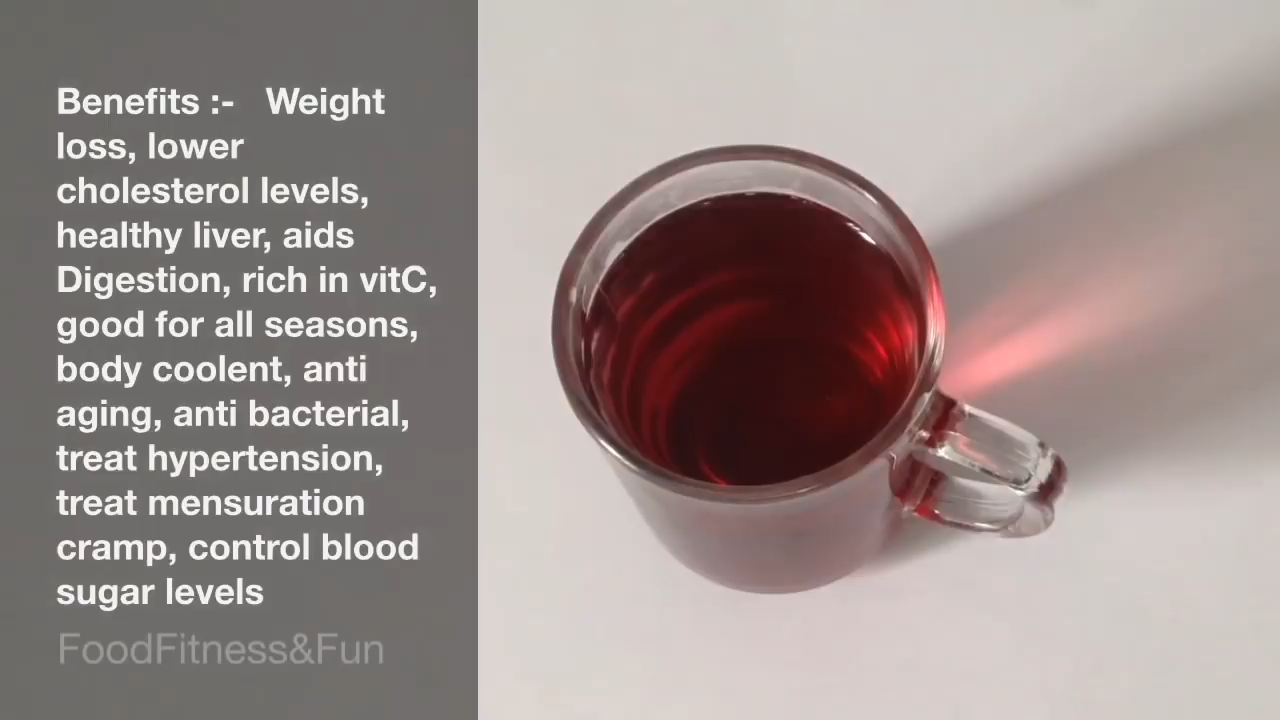 Benefits :-   Weight
loss, lower
cholesterol levels,
healthy liver, aids
Digestion, rich in vitC,
good for all seasons,
body coolent, anti
aging, anti bacterial,
treat hypertension,
treat mensuration
cramp, control blood
sugar levels
FoodFitness&Fun